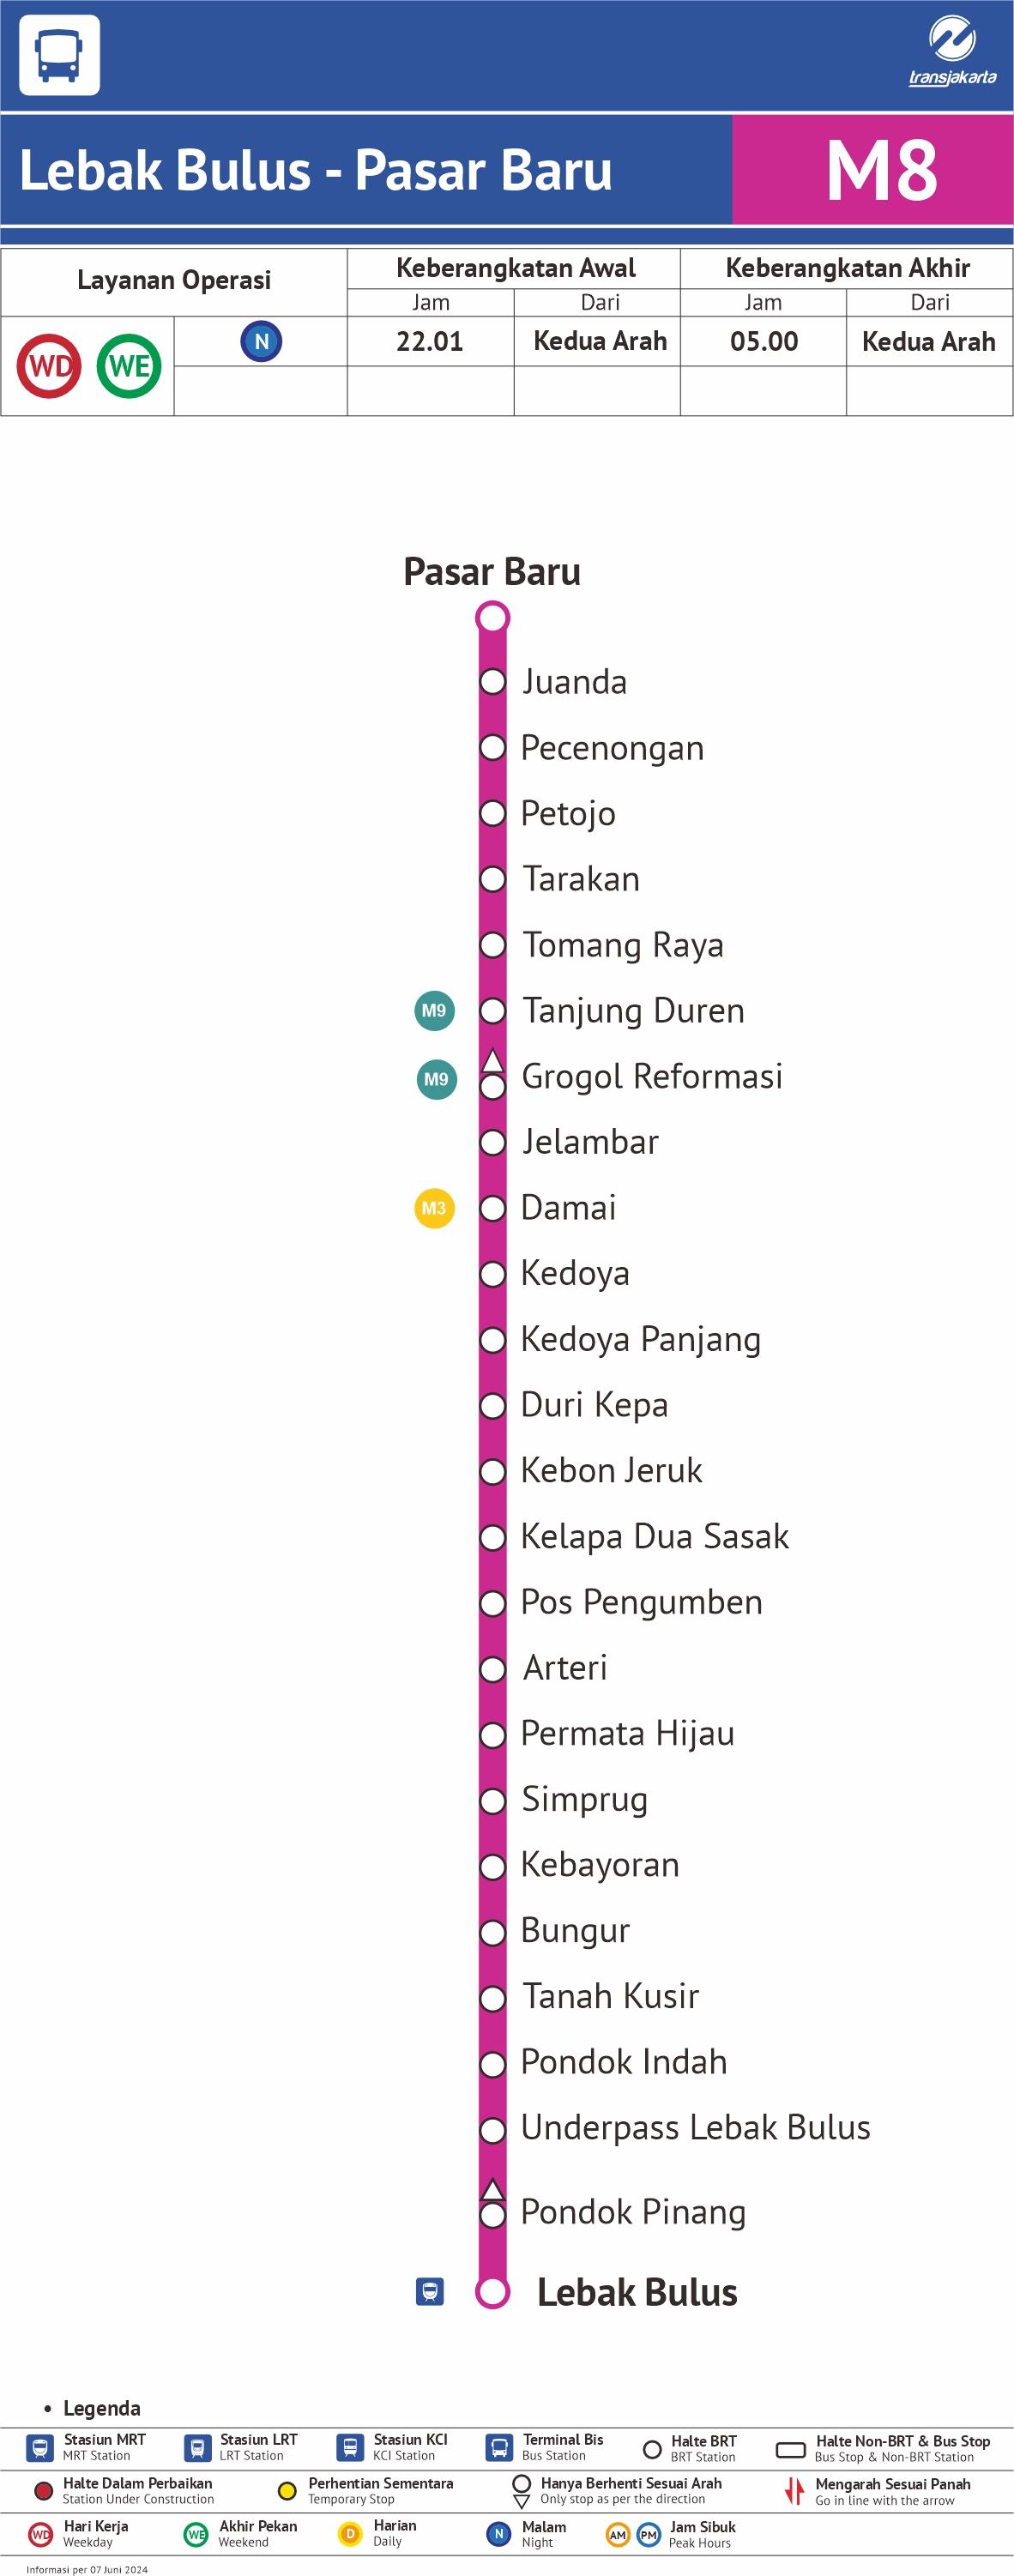 transjakarta
Lebak Bulus - Pasar Baru
M8
Layanan Operasi
Keberangkatan Awal
Keberangkatan Akhir
Jam
Dari
Jam
Dari
WD
WE
N
22.01
Kedua Arah
05.00
Kedua Arah
Pasar Baru
Juanda
Pecenongan
Petojo
Tarakan
Tomang Raya
M9
Tanjung Duren
M9
Grogol Reformasi
Jelambar
M3
Damai
Kedoya
Kedoya Panjang
Duri Kepa
Kebon Jeruk
Kelapa Dua Sasak
Pos Pengumben
Arteri
Permata Hijau
Simprug
Kebayoran
Bungur
Tanah Kusir
Pondok Indah
Underpass Lebak Bulus
Pondok Pinang
Lebak Bulus
• Legenda
Stasiun MRT
MRT Station
Stasiun LRT
LRT Station
Stasiun KCI
KCI Station
Terminal Bis
Bus Station
Halte BRT
BRT Station
Halte Non-BRT & Bus Stop
Bus Stop & Non-BRT Station
Halte Dalam Perbaikan
Station Under Construction
Perhentian Sementara
Temporary Stop
Hanya Berhenti Sesuai Arah
Only stop as per the direction
Mengarah Sesuai Panah
Go in line with the arrow
WD
Hari Kerja
Weekday
WE
Akhir Pekan
Weekend
D
Harian
Daily
N
Malam
Night
AM
PM
Jam Sibuk
Peak Hours
Informasi per 07 Juni 2024